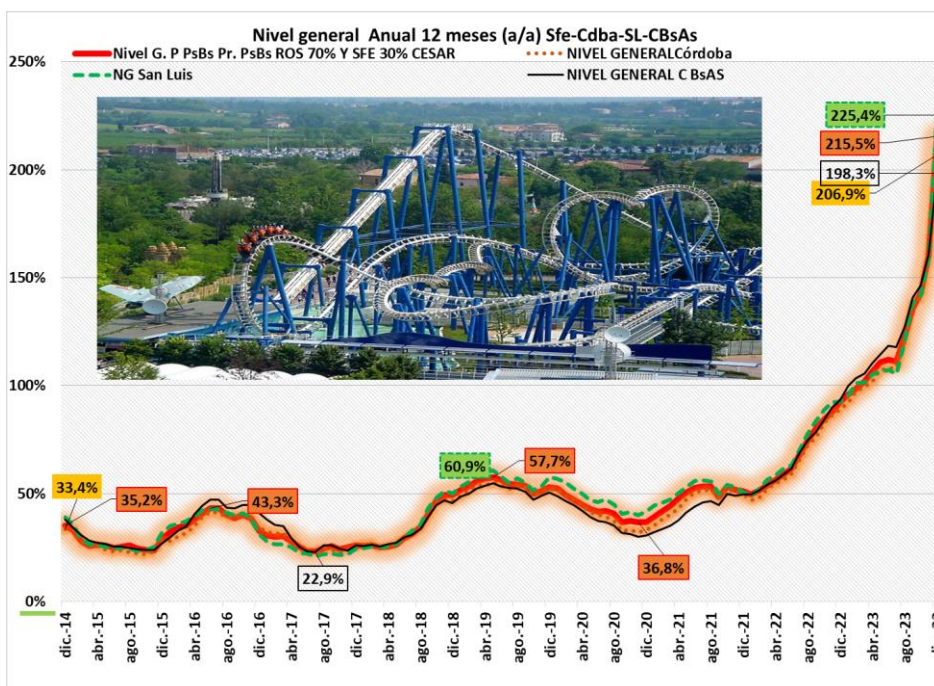 Nivel general Anual 12 meses (a/a) Sfe-Cdba-SL-CBsAs
Nivel G. P PsBs Pr. PsBs ROS 70% Y SFE 30% CESAR
NIVEL GENERALCórdoba
NG San Luis
NIVEL GENERAL C BsAS
250%
225,4%
215,5%
200%
198,3%
206,9%
150%
100%
60,9%
57,7%
50%
33,4%
35,2%
43,3%
36,8%
22,9%
0%
dic.-14
abr.-15
ago.-15
dic.-15
abr.-16
ago.-16
dic.-16
abr.-17
ago.-17
dic.-17
abr.-18
ago.-18
dic.-18
abr.-19
ago.-19
dic.-19
abr.-20
ago.-20
dic.-20
abr.-21
ago.-21
dic.-21
abr.-22
ago.-22
dic.-22
abr.-23
ago.-23